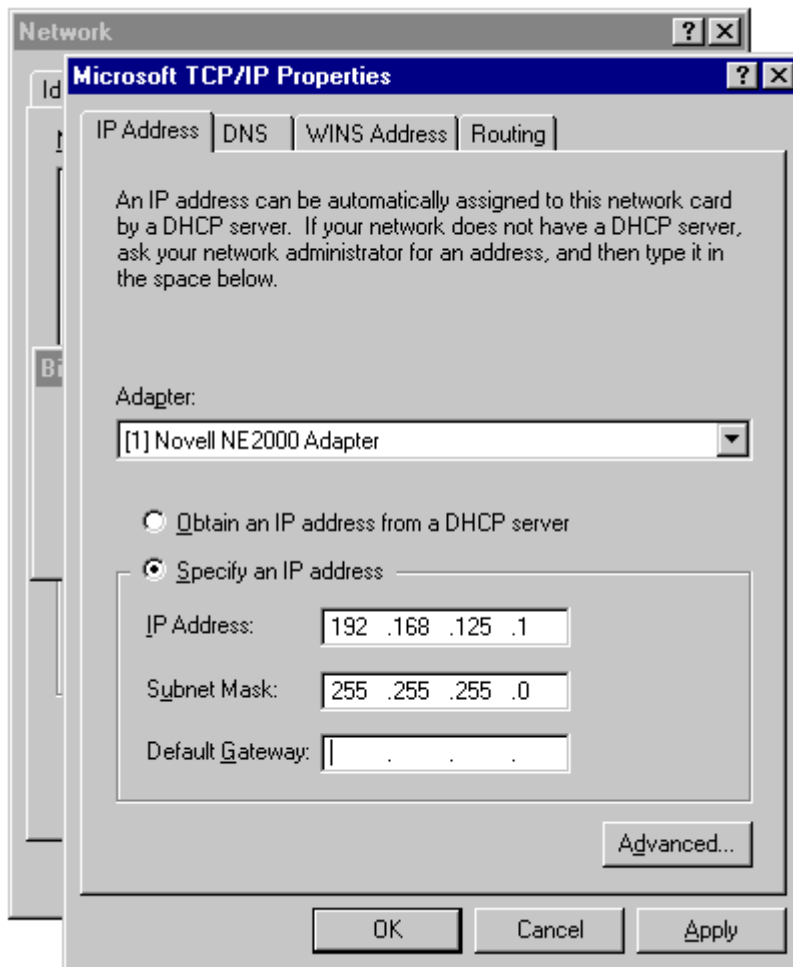 Network
Microsoft TCP/IP Properties
Id
IP Address
DNS
WINS Address
Routing
An IP address can be automatically assigned to this network card
by a DHCP server. If your network does not have a DHCP server,
ask your network administrator for an address, and then type it in
the space below.
Bi
Adapter:
[1] Novell NE2000 Adapter
Obtain an IP address from a DHCP server
Specify an IP address
IP Address: 192 .168 .125 .1
Subnet Mask: 255 .255 .255 .0
Default Gateway: . . .
Advanced...
OK
Cancel
Apply